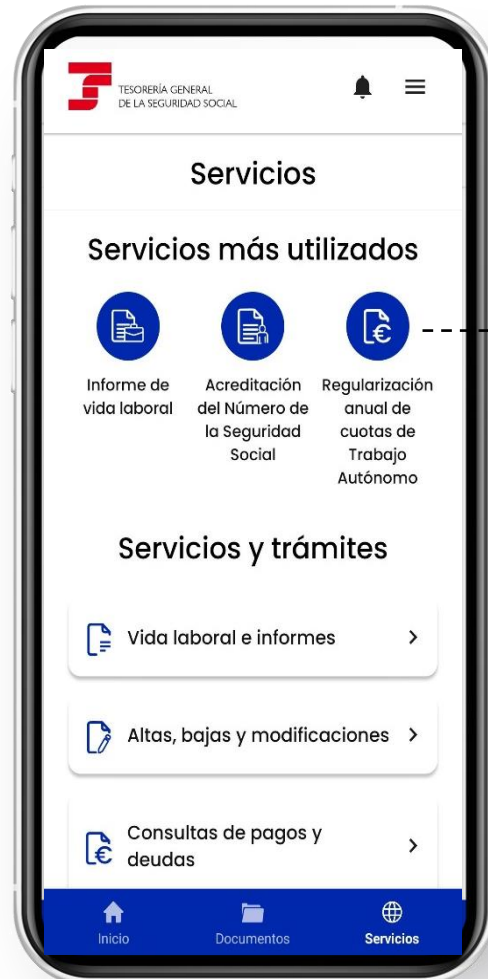 TESORERÍA GENERAL
DE LA SEGURIDAD SOCIAL
Servicios
Servicios más utilizados
Informe de
vida laboral
Acreditación
del Número de
la Seguridad
Social
Regularización
anual de
cuotas de
Trabajo
Autónomo
Servicios y trámites
Vida laboral e informes
Altas, bajas y modificaciones
Consultas de pagos y
deudas
Inicio
Documentos
Servicios